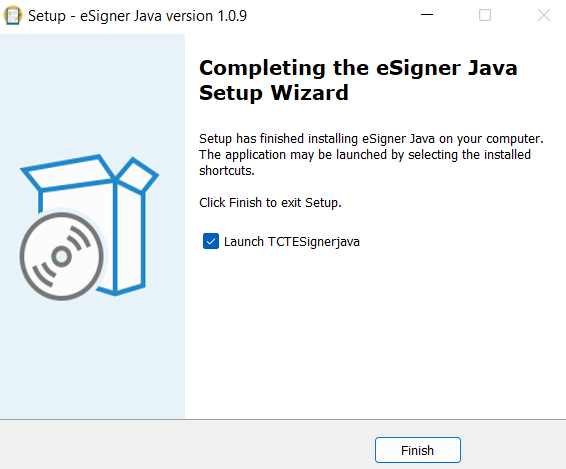 Setup - eSigner Java version 1.0.9
Completing the eSigner Java
Setup Wizard
Setup has finished installing eSigner Java on your computer.
The application may be launched by selecting the installed
shortcuts.
Click Finish to exit Setup.
Launch TCTESignerjava
Finish